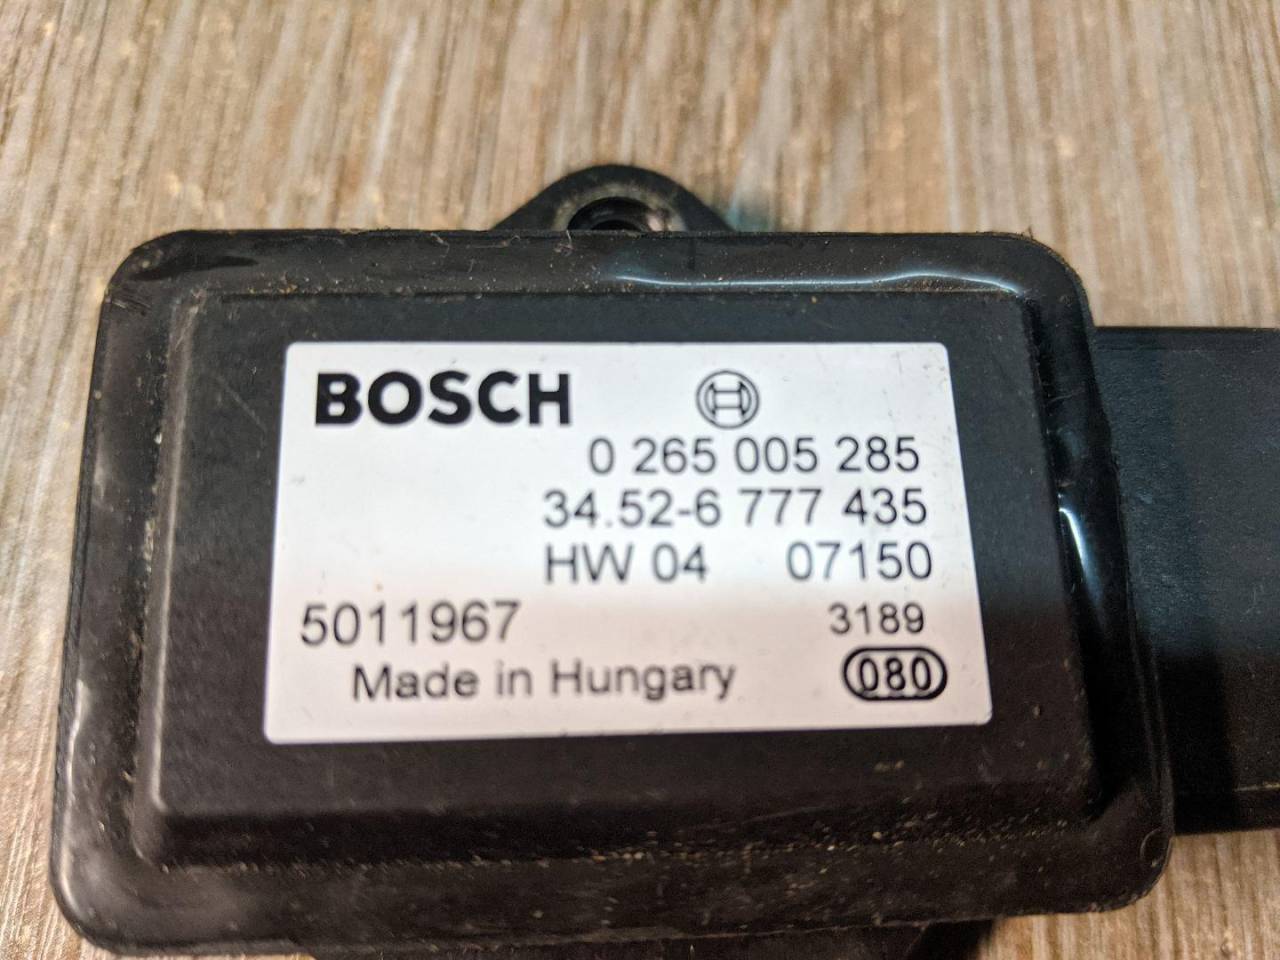 BOSCH
0 265 005 285
34.52-6 777 435
HW 04 07150
5011967 3189
Made in Hungary 080